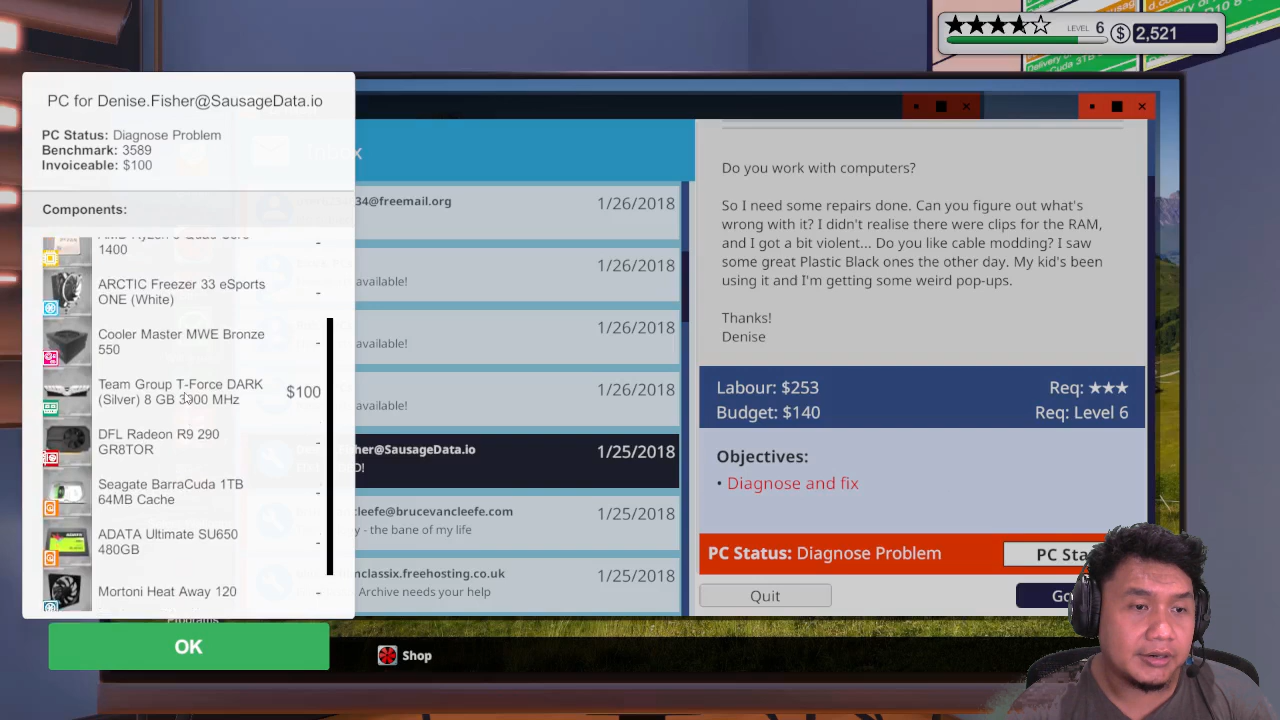 LEVEL 6 $ 2,521
PC for Denise.Fisher@SausageData.io
PC Status: Diagnose Problem
Benchmark: 3589
Invoiceable: $100
Components:
1400 -
ARCTIC Freezer 33 eSports
ONE (White) -
Cooler Master MWE Bronze
550 -
Team Group T-Force DARK
(Silver) 8 GB 3000 MHz $100
DFL Radeon R9 290
GR8TOR -
Seagate BarraCuda 1TB
64MB Cache -
ADATA Ultimate SU650
480GB -
Mortoni Heat Away 120 -
OK
34@freemail.org 1/26/2018
available! 1/26/2018
available! 1/26/2018
available! 1/26/2018
Fisher@SausageData.io 1/25/2018
cleefe@brucevancleefe.com 1/25/2018
y - the bane of my life
classix.freehosting.co.uk 1/25/2018
Archive needs your help
Do you work with computers?
So I need some repairs done. Can you figure out what's
wrong with it? I didn't realise there were clips for the RAM,
and I got a bit violent... Do you like cable modding? I saw
some great Plastic Black ones the other day. My kid's been
using it and I'm getting some weird pop-ups.
Thanks!
Denise
Labour: $253 Req: ★★★
Budget: $140 Req: Level 6
Objectives:
• Diagnose and fix
PC Status: Diagnose Problem PC Sta
Quit Go
Programs
Shop